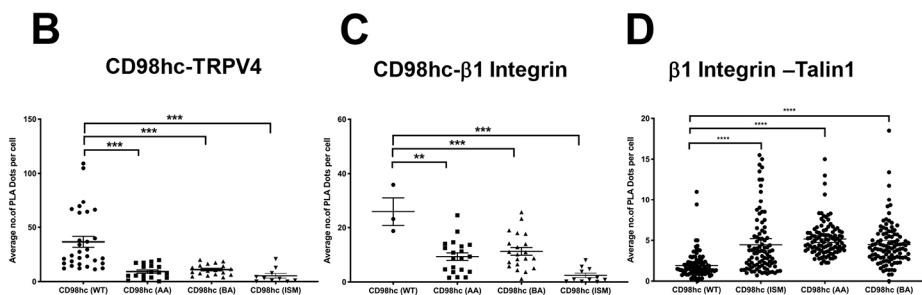 B
CD98hc-TRPV4
Average no.of PLA Dots per cell
150
100
50
0
***
***
***
CD98hc (WT) CD98hc (AA) CD98hc (BA) CD98hc (ISM)
C
CD98hc-β1 Integrin
Average no.of PLA Dots per cell
60
40
20
0
***
***
**
CD98hc (WT) CD98hc (AA) CD98hc (BA) CD98hc (ISM)
D
β1 Integrin –Talin1
Average no.of PLA Dots per cell
20
15
10
5
0
****
****
****
CD98hc (WT) CD98hc (ISM) CD98hc (AA) CD98hc (BA)